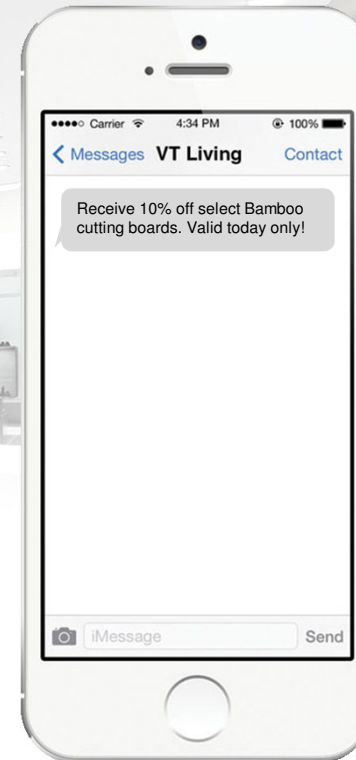 Carrier 4:34 PM 100%
Messages VT Living Contact
Receive 10% off select Bamboo
cutting boards. Valid today only!
iMessage Send